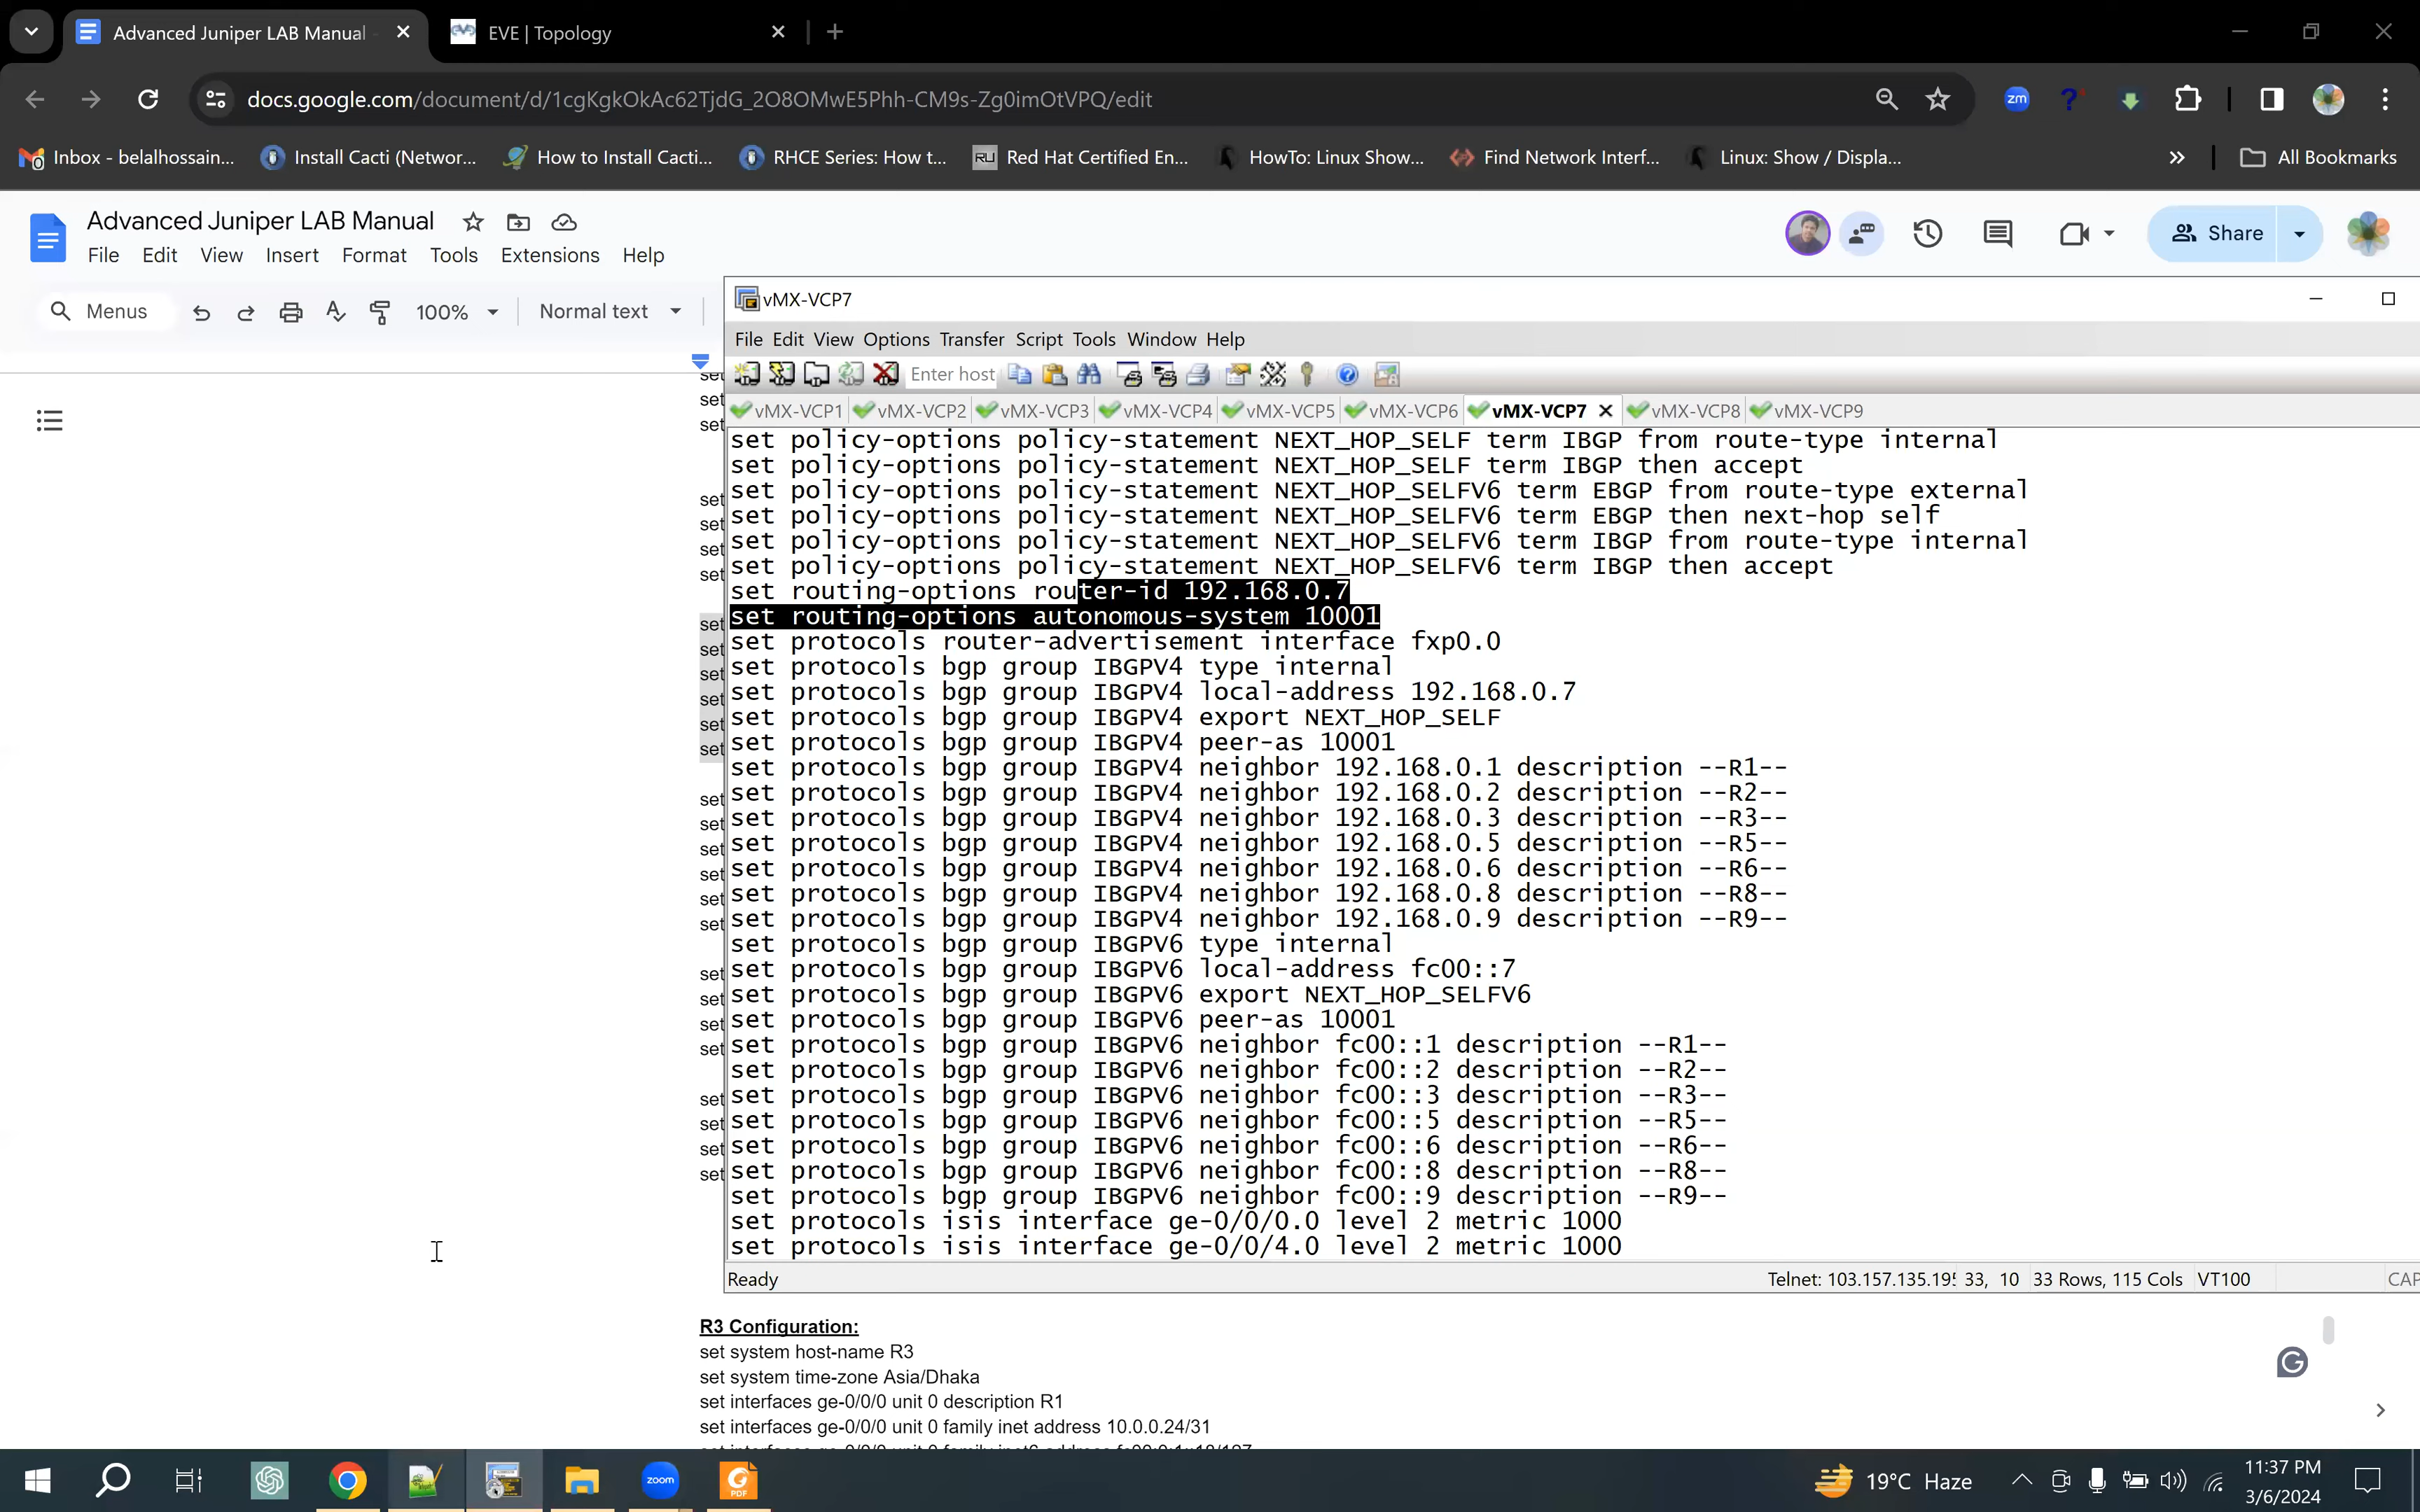 Advanced Juniper LAB Manual
EVE | Topology
docs.google.com/document/d/1cgKgkOkAc62TjdG_2O8OMwE5Phh-CM9s-Zg0imOtVPQ/edit
Inbox - belalhossain...
Install Cacti (Networ...
How to Install Cacti...
RHCE Series: How t...
Red Hat Certified En...
HowTo: Linux Show...
Find Network Interf...
Linux: Show / Displa...
All Bookmarks
Advanced Juniper LAB Manual
File Edit View Insert Format Tools Extensions Help
Share
Menus
100%
Normal text
vMX-VCP7
File Edit View Options Transfer Script Tools Window Help
Enter host
vMX-VCP1 vMX-VCP2 vMX-VCP3 vMX-VCP4 vMX-VCP5 vMX-VCP6 vMX-VCP7 vMX-VCP8 vMX-VCP9
set policy-options policy-statement NEXT_HOP_SELF term IBGP from route-type internal
set policy-options policy-statement NEXT_HOP_SELF term IBGP then accept
set policy-options policy-statement NEXT_HOP_SELFV6 term EBGP from route-type external
set policy-options policy-statement NEXT_HOP_SELFV6 term EBGP then next-hop self
set policy-options policy-statement NEXT_HOP_SELFV6 term IBGP from route-type internal
set policy-options policy-statement NEXT_HOP_SELFV6 term IBGP then accept
set routing-options router-id 192.168.0.7
set routing-options autonomous-system 10001
set protocols router-advertisement interface fxp0.0
set protocols bgp group IBGPV4 type internal
set protocols bgp group IBGPV4 local-address 192.168.0.7
set protocols bgp group IBGPV4 export NEXT_HOP_SELF
set protocols bgp group IBGPV4 peer-as 10001
set protocols bgp group IBGPV4 neighbor 192.168.0.1 description --R1--
set protocols bgp group IBGPV4 neighbor 192.168.0.2 description --R2--
set protocols bgp group IBGPV4 neighbor 192.168.0.3 description --R3--
set protocols bgp group IBGPV4 neighbor 192.168.0.5 description --R5--
set protocols bgp group IBGPV4 neighbor 192.168.0.6 description --R6--
set protocols bgp group IBGPV4 neighbor 192.168.0.8 description --R8--
set protocols bgp group IBGPV4 neighbor 192.168.0.9 description --R9--
set protocols bgp group IBGPV6 type internal
set protocols bgp group IBGPV6 local-address fc00::7
set protocols bgp group IBGPV6 export NEXT_HOP_SELFV6
set protocols bgp group IBGPV6 peer-as 10001
set protocols bgp group IBGPV6 neighbor fc00::1 description --R1--
set protocols bgp group IBGPV6 neighbor fc00::2 description --R2--
set protocols bgp group IBGPV6 neighbor fc00::3 description --R3--
set protocols bgp group IBGPV6 neighbor fc00::5 description --R5--
set protocols bgp group IBGPV6 neighbor fc00::6 description --R6--
set protocols bgp group IBGPV6 neighbor fc00::8 description --R8--
set protocols bgp group IBGPV6 neighbor fc00::9 description --R9--
set protocols isis interface ge-0/0/0.0 level 2 metric 1000
set protocols isis interface ge-0/0/4.0 level 2 metric 1000
Ready
Telnet: 103.157.135.195 33, 10 33 Rows, 115 Cols VT100 CAP
R3 Configuration:
set system host-name R3
set system time-zone Asia/Dhaka
set interfaces ge-0/0/0 unit 0 description R1
set interfaces ge-0/0/0 unit 0 family inet address 10.0.0.24/31
zoom
PDF
19°C Haze
11:37 PM
3/6/2024